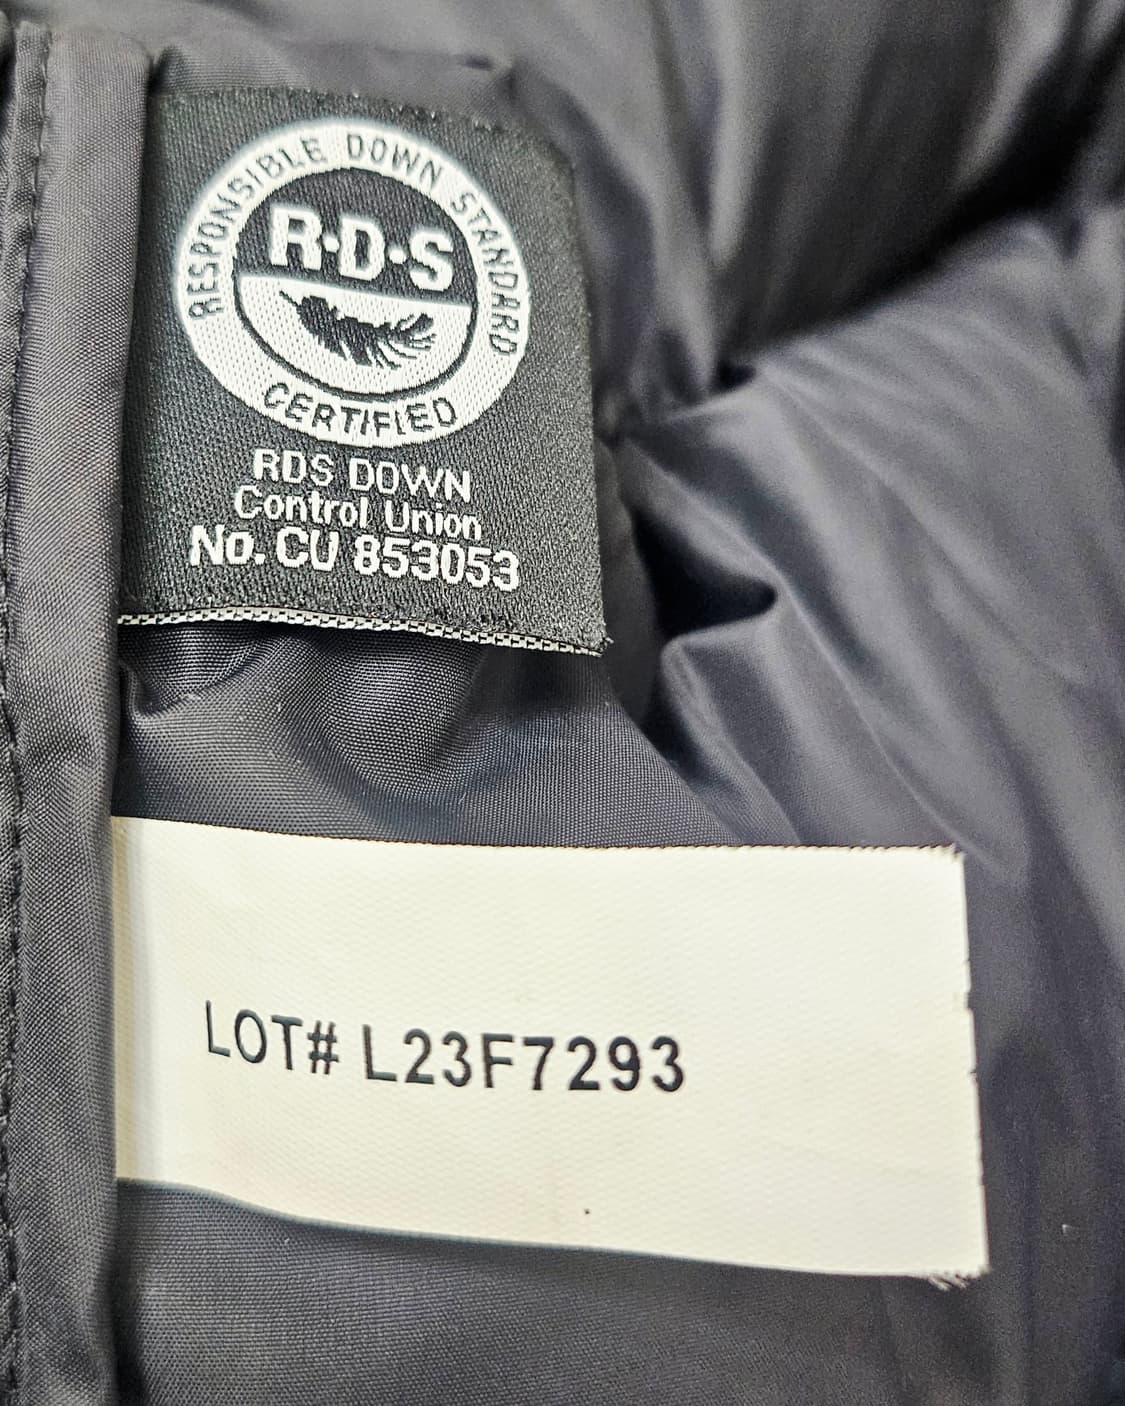 RESPONSIBLE DOWN STANDARD
R·D·S
CERTIFIED
RDS DOWN
Control Union
No. CU 853053
LOT# L23F7293